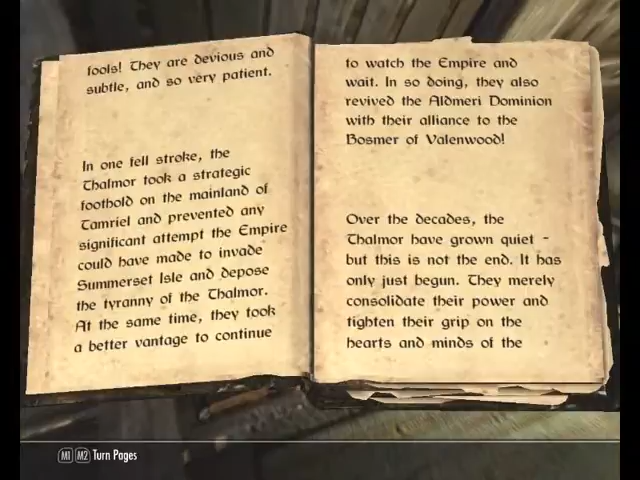 fools! They are devious and
subtle, and so very patient.
In one fell stroke, the
Thalmor took a strategic
foothold on the mainland of
Tamriel and prevented any
significant attempt the Empire
could have made to invade
Summerset Isle and depose
the tyranny of the Thalmor.
At the same time, they took
a better vantage to continue
to watch the Empire and
wait. In so doing, they also
revived the Aldmeri Dominion
with their alliance to the
Bosmer of Valenwood!
Over the decades, the
Thalmor have grown quiet -
but this is not the end. It has
only just begun. They merely
consolidate their power and
tighten their grip on the
hearts and minds of the
M1 M2 Turn Pages